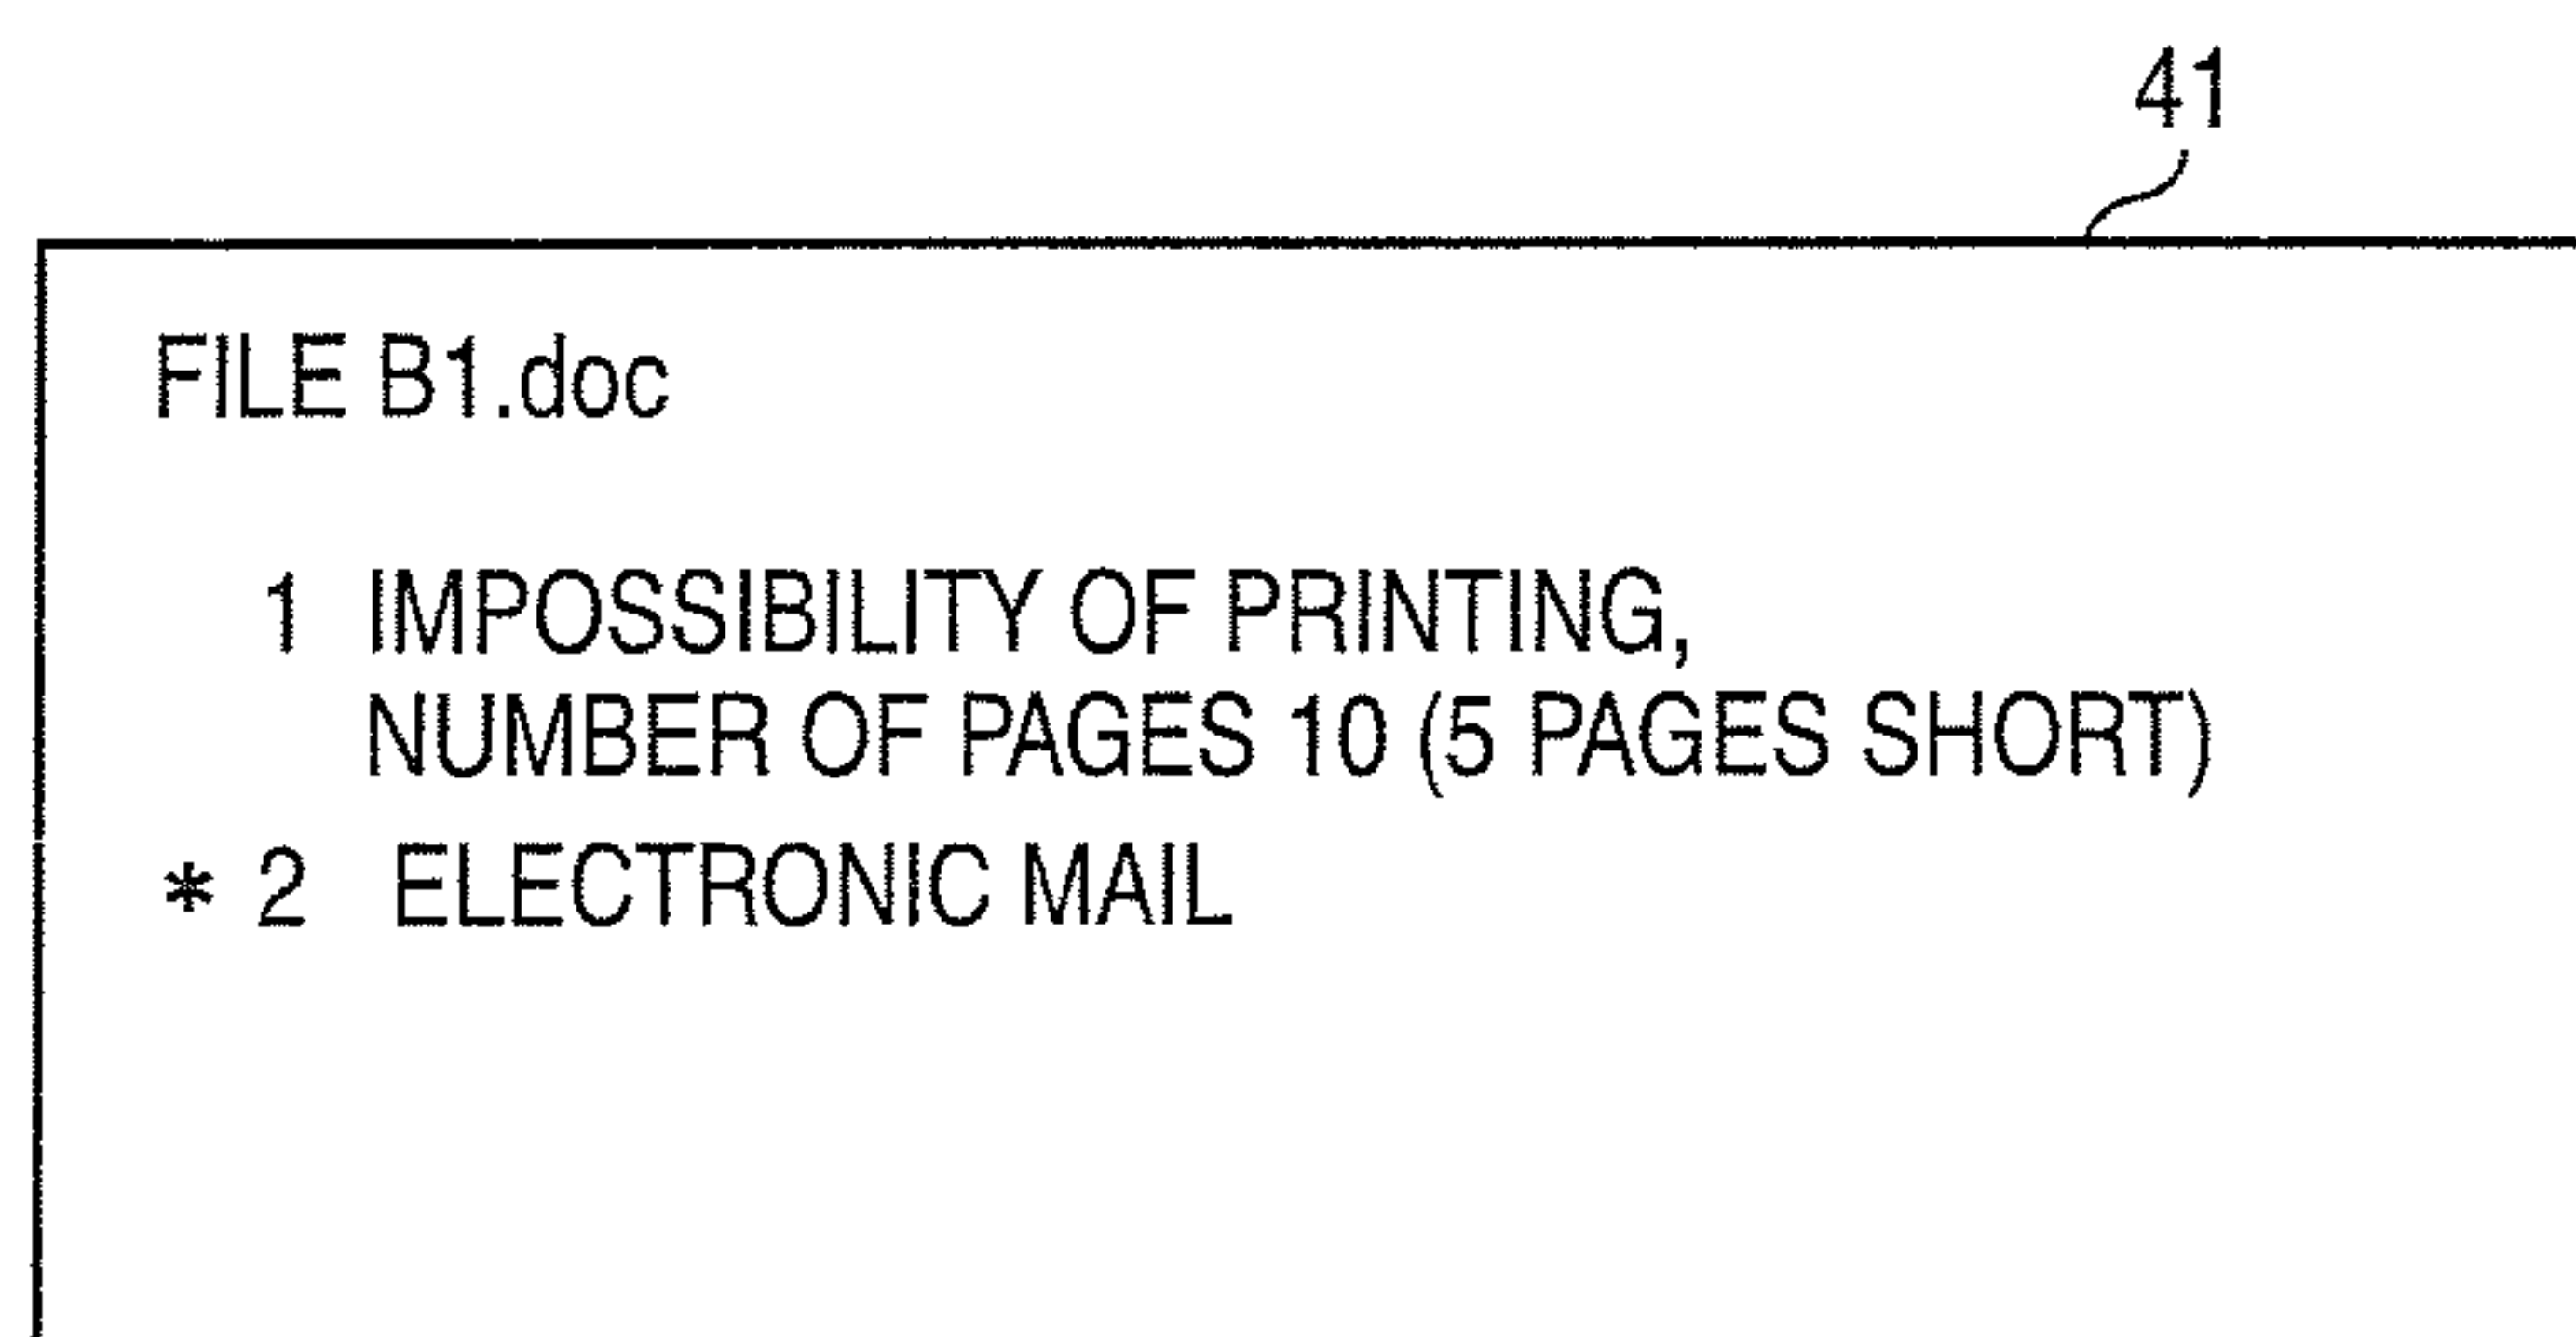 41
FILE B1.doc
1 IMPOSSIBILITY OF PRINTING,
NUMBER OF PAGES 10 (5 PAGES SHORT)
* 2 ELECTRONIC MAIL